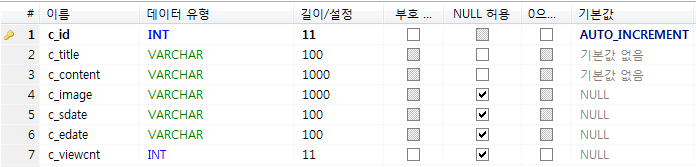 # 이름 데이터 유형 길이/설정 부호 ... NULL 허용 0으... 기본값
1 c_id INT 11 AUTO_INCREMENT
2 c_title VARCHAR 100 기본값 없음
3 c_content VARCHAR 1000 기본값 없음
4 c_image VARCHAR 1000 NULL
5 c_sdate VARCHAR 100 NULL
6 c_edate VARCHAR 100 NULL
7 c_viewcnt INT 11 NULL